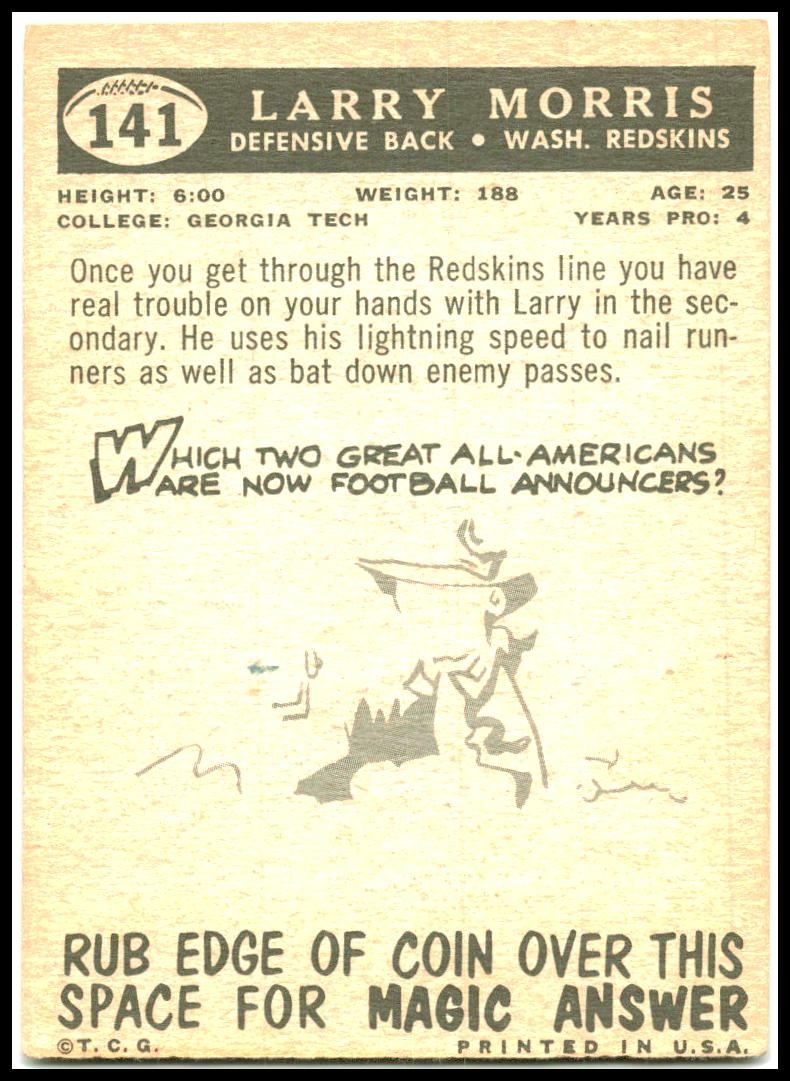 141
LARRY MORRIS
DEFENSIVE BACK • WASH. REDSKINS
HEIGHT: 6:00 WEIGHT: 188 AGE: 25
COLLEGE: GEORGIA TECH YEARS PRO: 4
Once you get through the Redskins line you have
real trouble on your hands with Larry in the sec-
ondary. He uses his lightning speed to nail run-
ners as well as bat down enemy passes.
WHICH TWO GREAT ALL-AMERICANS
ARE NOW FOOTBALL ANNOUNCERS?
RUB EDGE OF COIN OVER THIS
SPACE FOR MAGIC ANSWER
©T.C.G. PRINTED IN U.S.A.